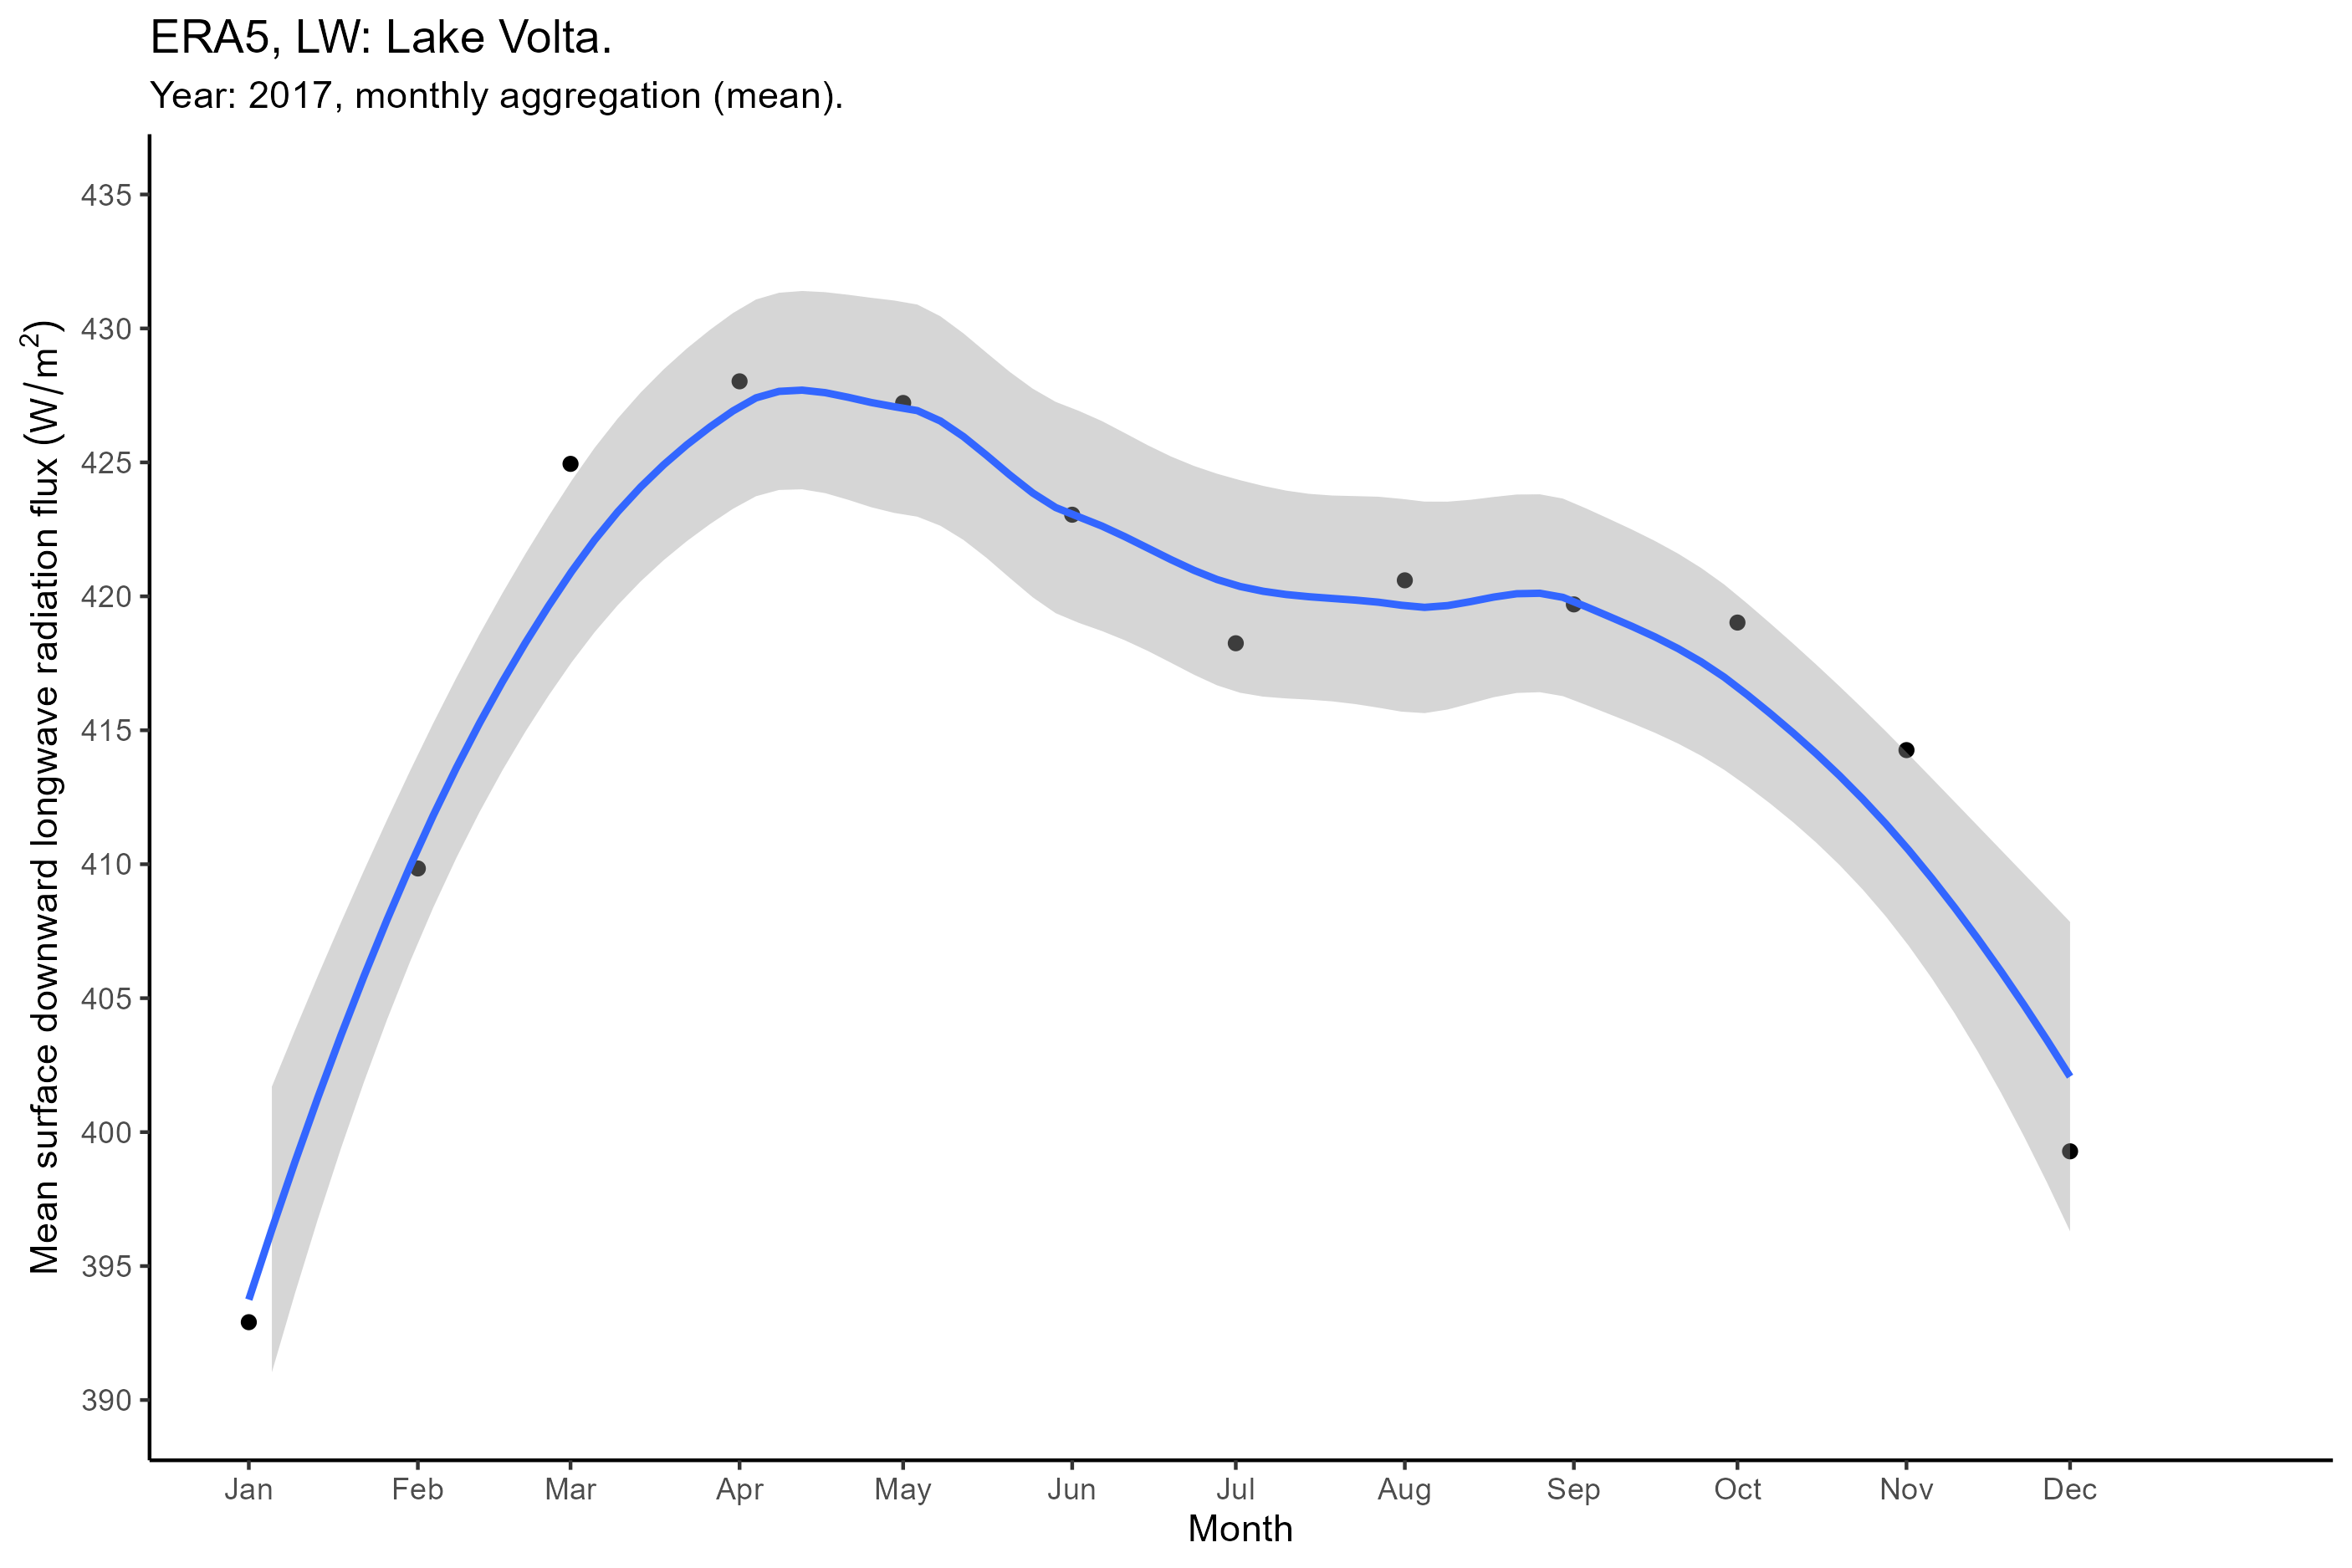 ERA5, LW: Lake Volta.
Year: 2017, monthly aggregation (mean).
Mean surface downward longwave radiation flux (W/m²)
435
430
425
420
415
410
405
400
395
390
Jan Feb Mar Apr May Jun Jul Aug Sep Oct Nov Dec
Month